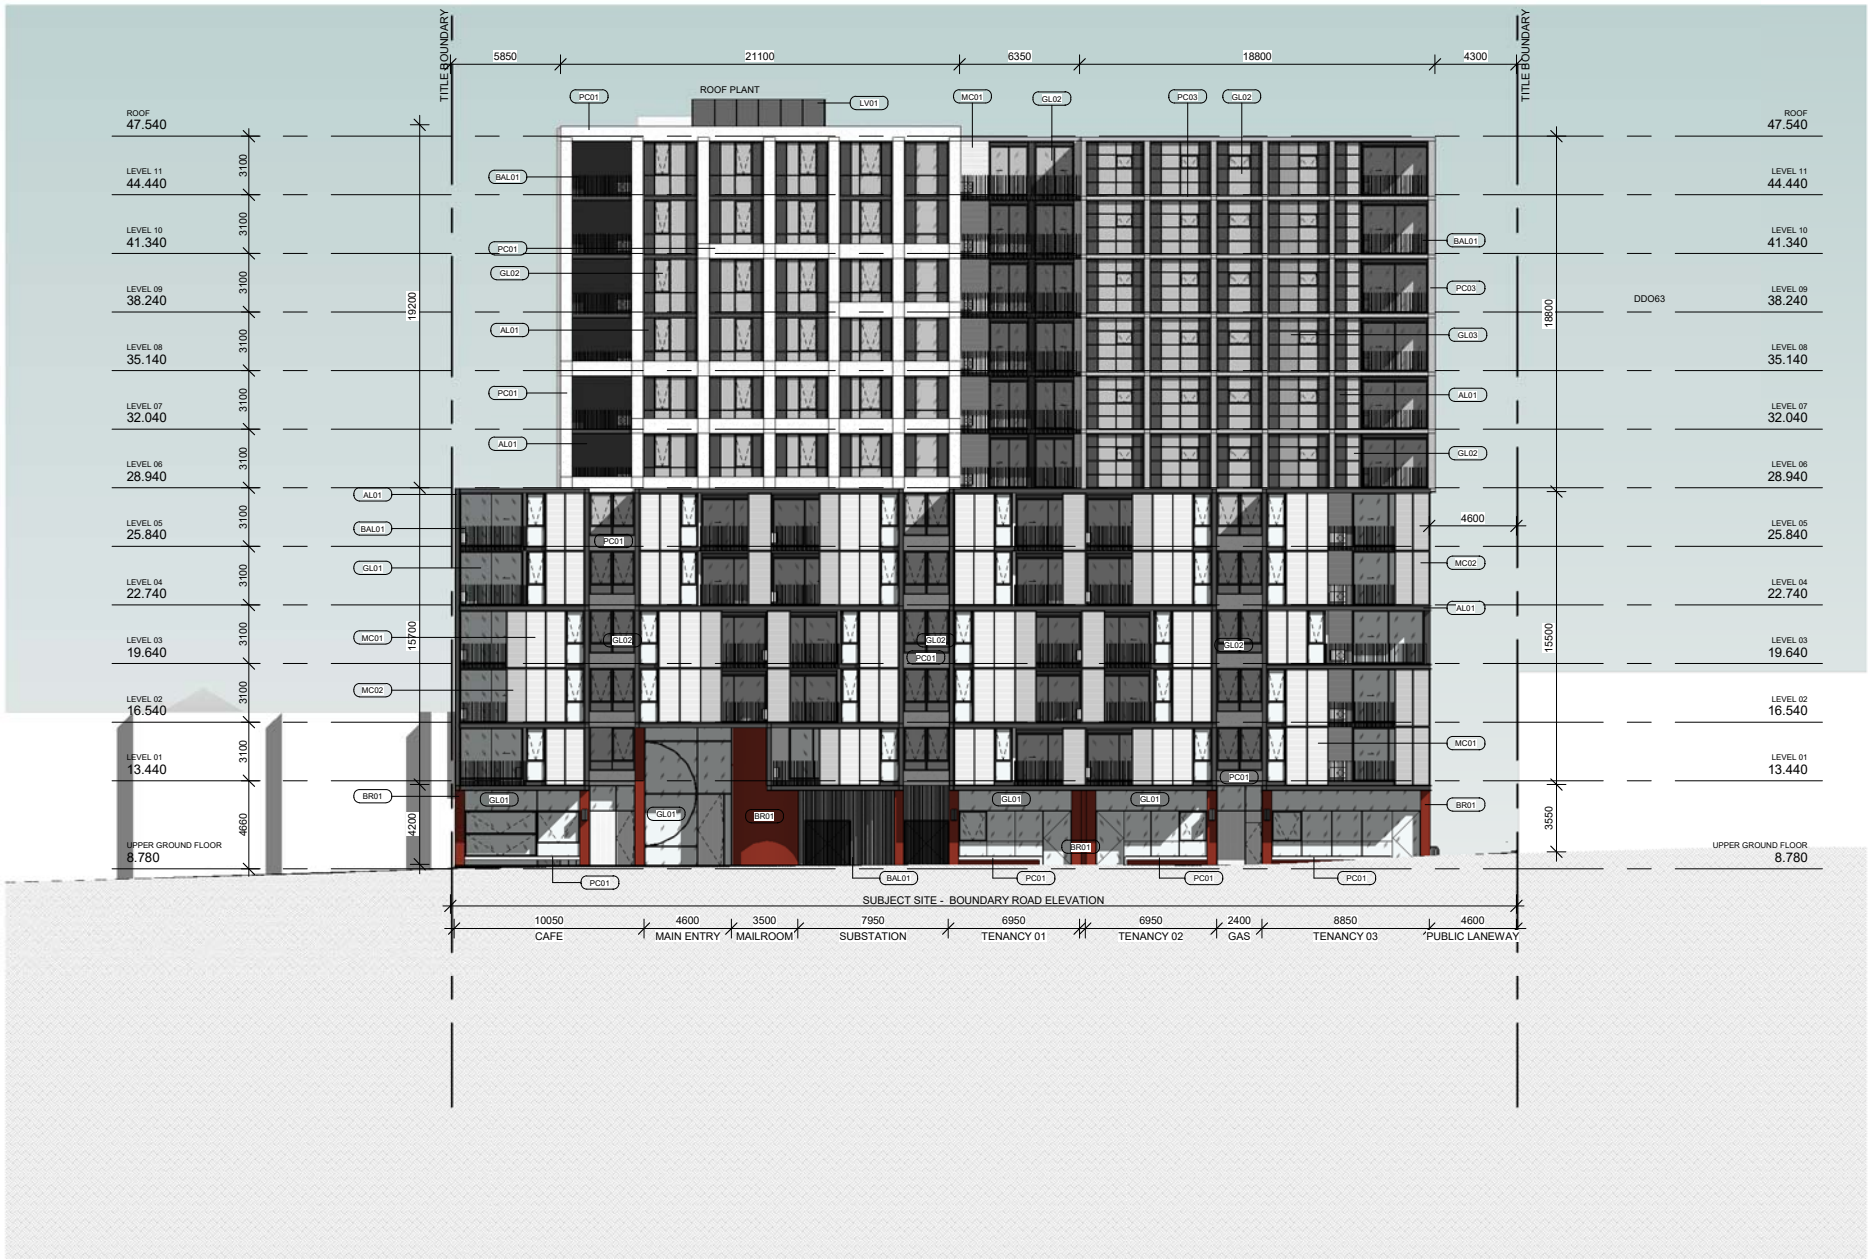 TITLE BOUNDARY
5850
21100
6350
18800
4300
TITLE BOUNDARY
ROOF PLANT
PC01
LV01
MC01
GL02
PC03
GL02
ROOF
47.540
ROOF
47.540
3100
LEVEL 11
44.440
BAL01
LEVEL 11
44.440
3100
LEVEL 10
41.340
PC01
BAL01
LEVEL 10
41.340
3100
GL02
LEVEL 09
38.240
19200
PC03
18800
DDO63
LEVEL 09
38.240
3100
AL01
GL03
LEVEL 08
35.140
LEVEL 08
35.140
3100
PC01
AL01
LEVEL 07
32.040
LEVEL 07
32.040
3100
AL01
GL02
LEVEL 06
28.940
LEVEL 06
28.940
3100
AL01
BAL01
PC01
4600
LEVEL 05
25.840
LEVEL 05
25.840
3100
GL01
MC02
LEVEL 04
22.740
AL01
LEVEL 04
22.740
3100
15700
MC01
GL02
GL02
PC01
GL02
15500
LEVEL 03
19.640
LEVEL 03
19.640
3100
MC02
LEVEL 02
16.540
LEVEL 02
16.540
3100
MC01
LEVEL 01
13.440
PC01
LEVEL 01
13.440
4660
4200
BR01
GL01
GL01
BR01
GL01
GL01
BR01
3550
BR01
UPPER GROUND FLOOR
8.780
UPPER GROUND FLOOR
8.780
PC01
BAL01
PC01
PC01
PC01
SUBJECT SITE - BOUNDARY ROAD ELEVATION
10050
4600
3500
7950
6950
6950
2400
8850
4600
CAFE
MAIN ENTRY
MAILROOM
SUBSTATION
TENANCY 01
TENANCY 02
GAS
TENANCY 03
PUBLIC LANEWAY